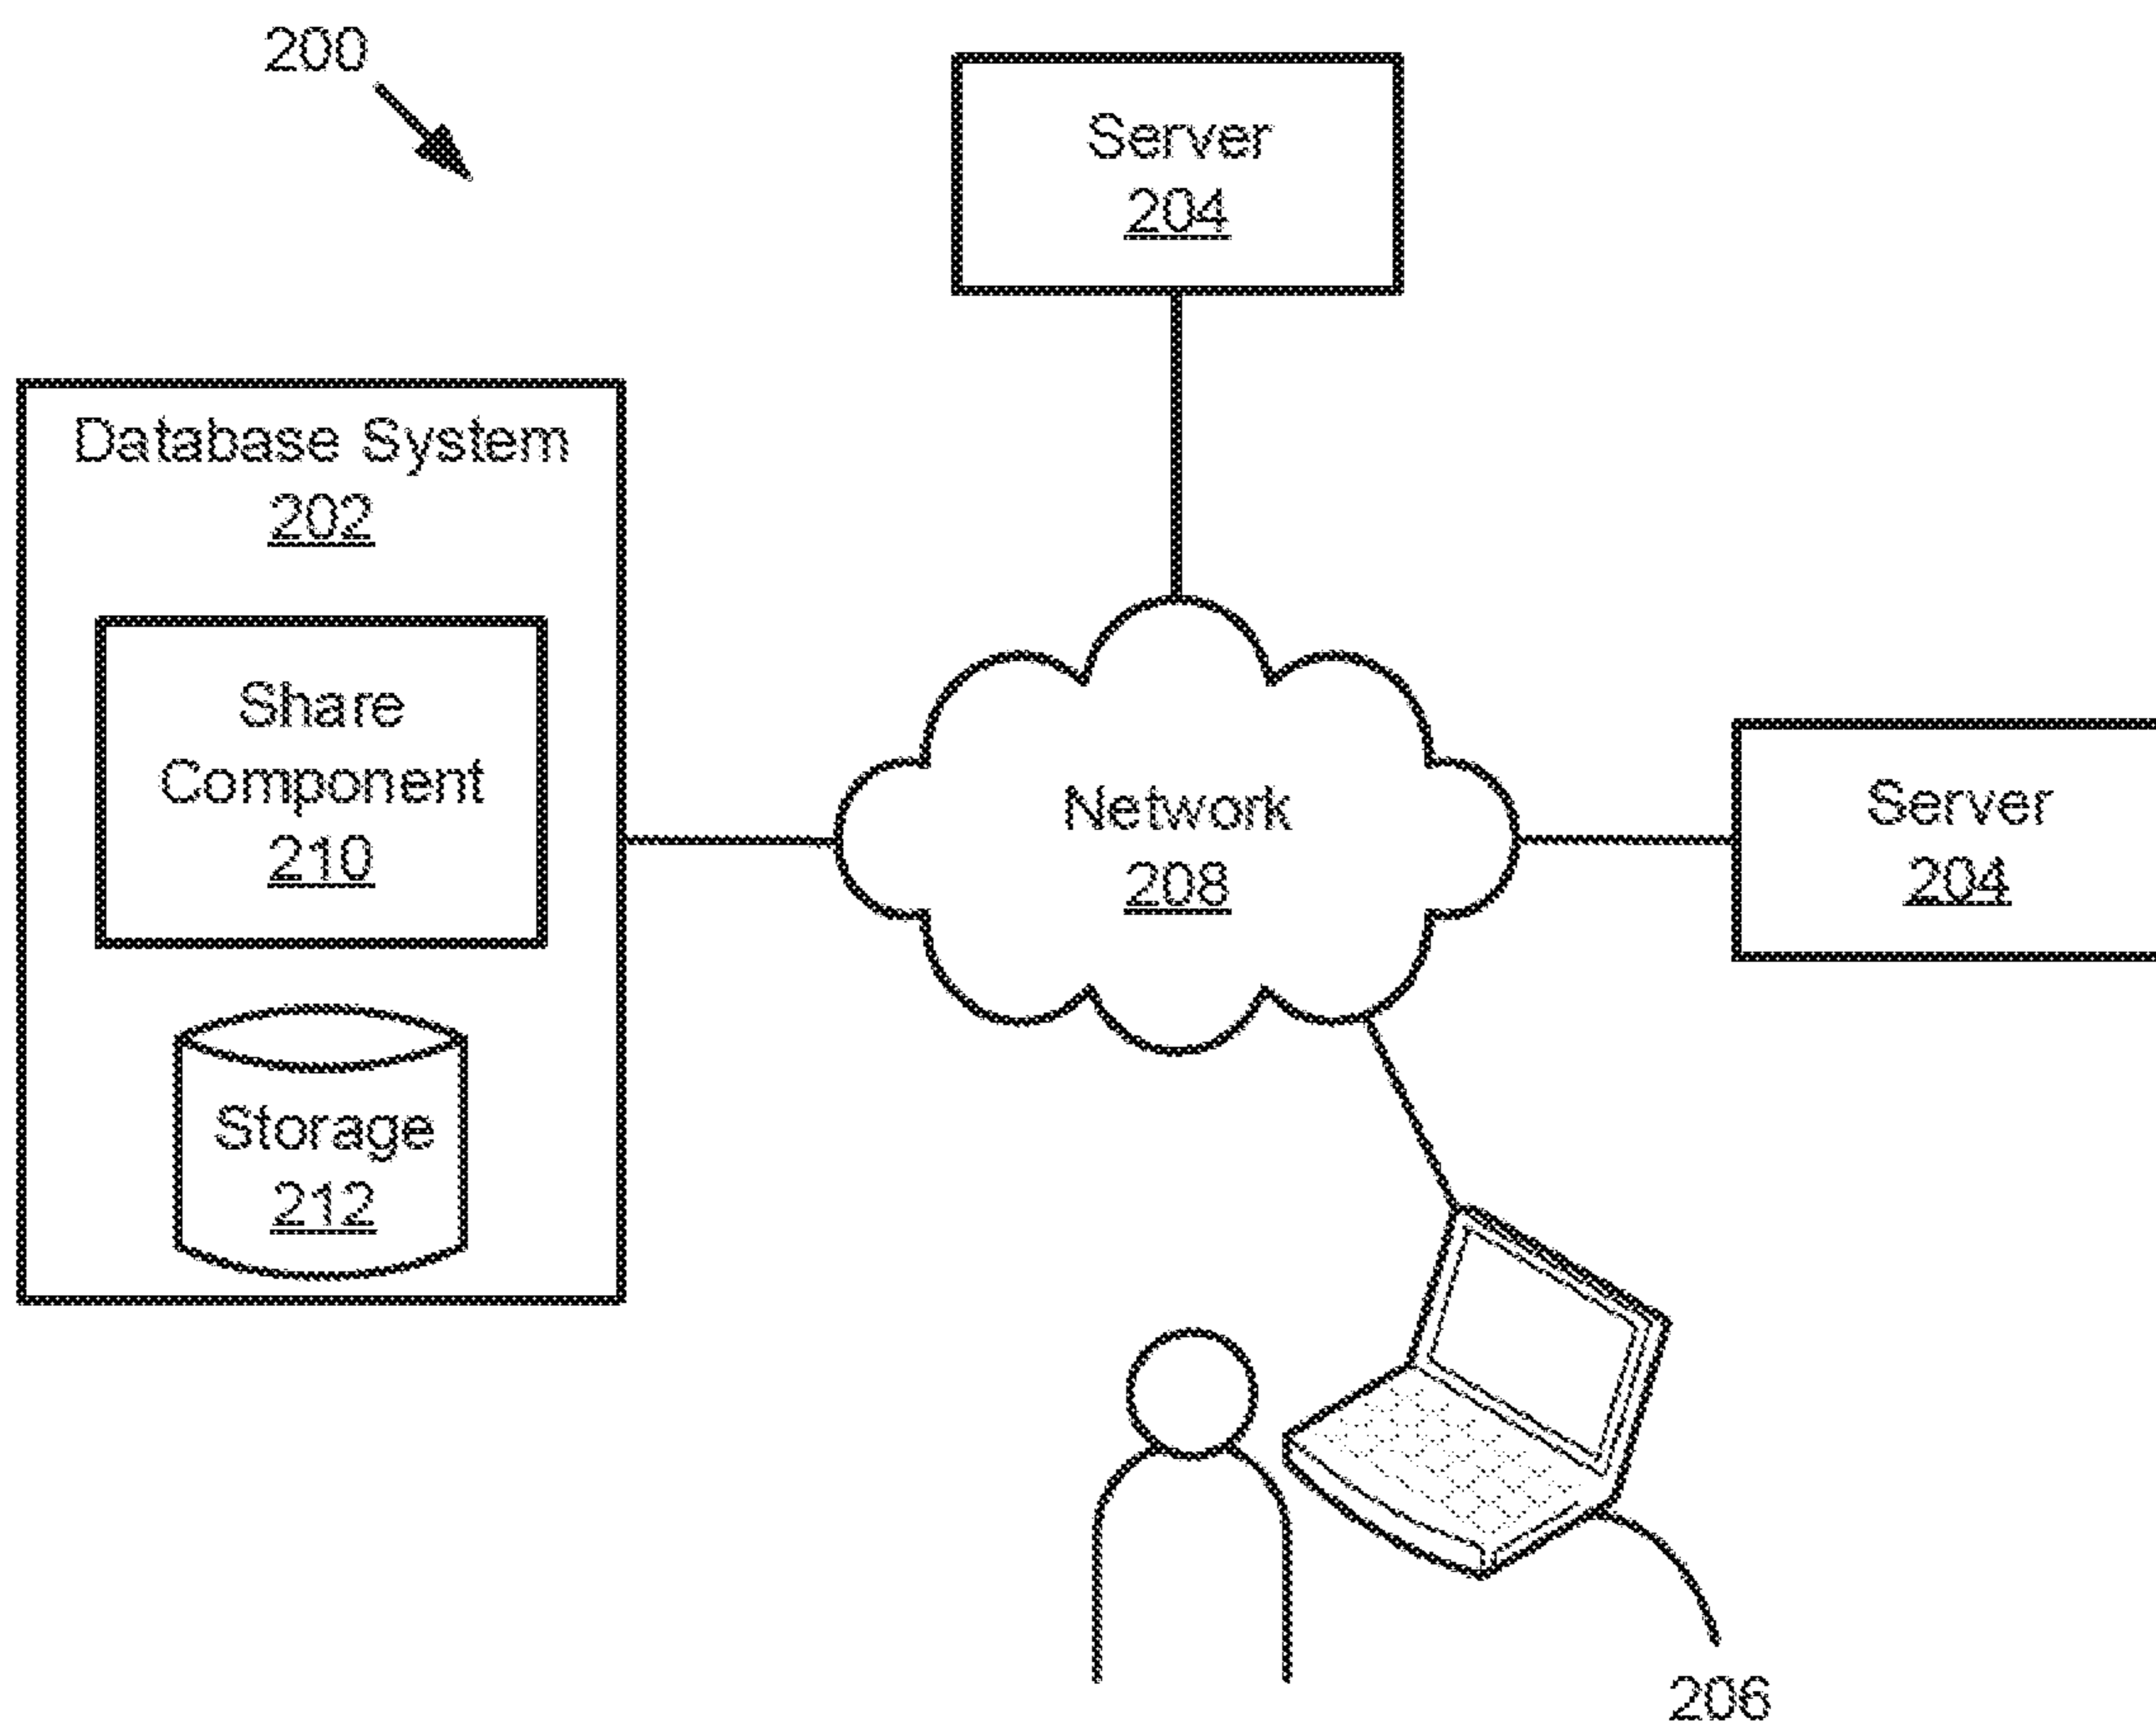 200
Server
204
Database System
202
Share
Component
210
Storage
212
Network
208
Server
204
206